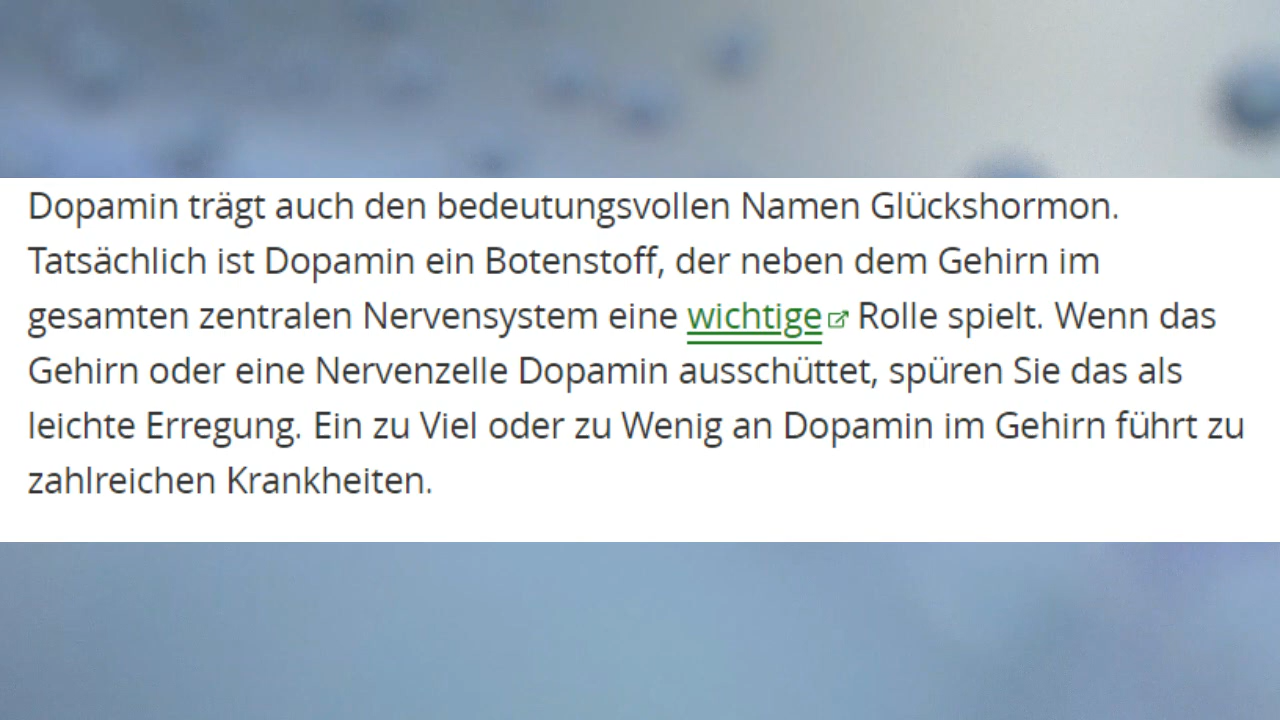 Dopamin trägt auch den bedeutungsvollen Namen Glückshormon.
Tatsächlich ist Dopamin ein Botenstoff, der neben dem Gehirn im
gesamten zentralen Nervensystem eine wichtige Rolle spielt. Wenn das
Gehirn oder eine Nervenzelle Dopamin ausschüttet, spüren Sie das als
leichte Erregung. Ein zu Viel oder zu Wenig an Dopamin im Gehirn führt zu
zahlreichen Krankheiten.